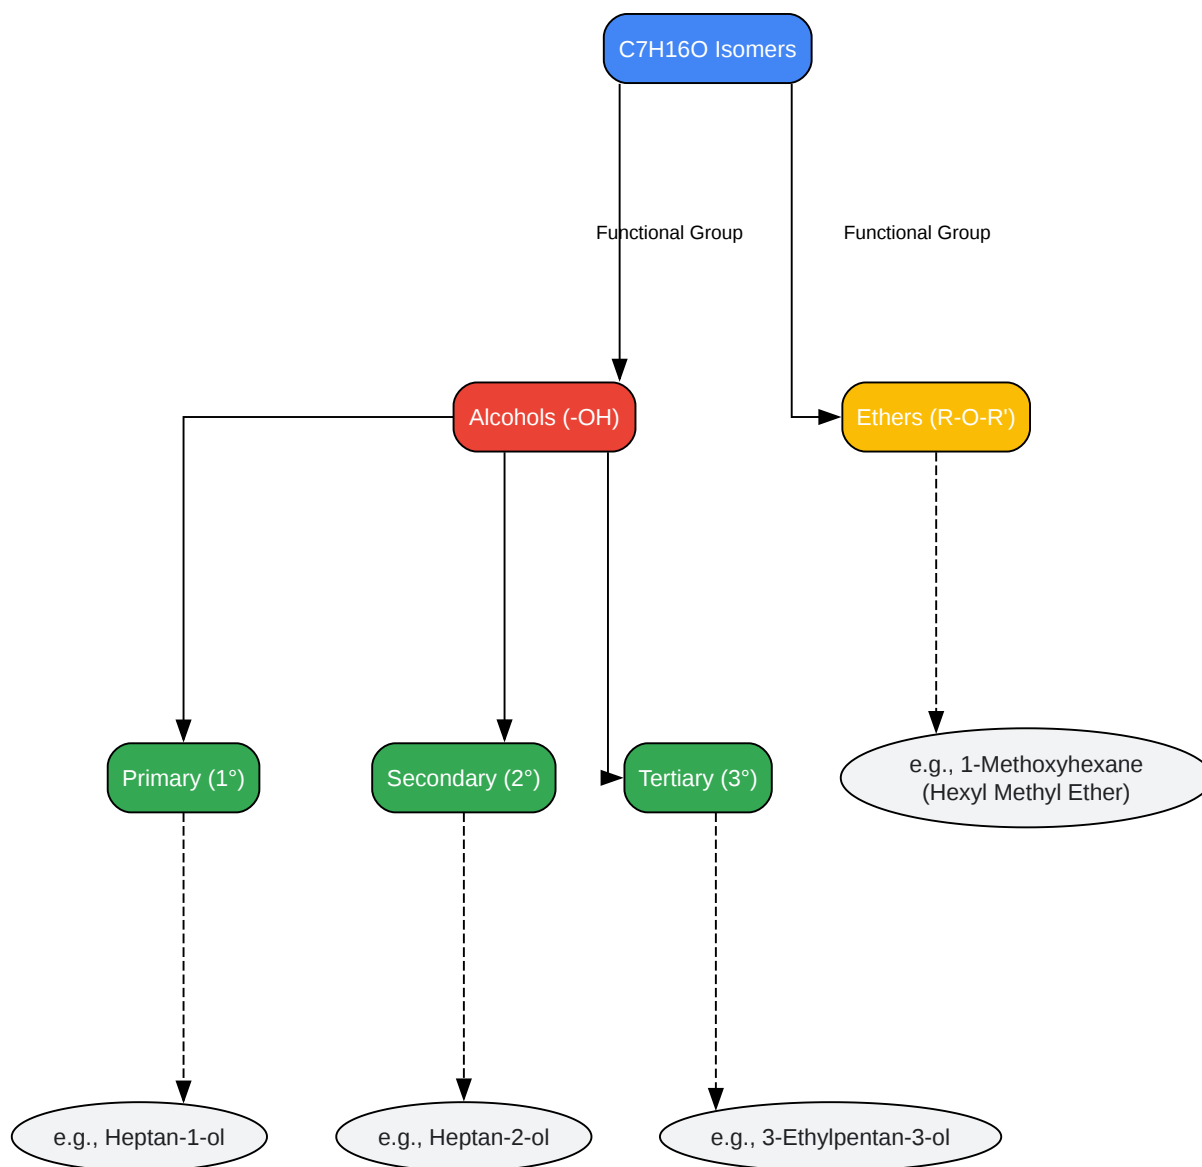 C7H16O Isomers
Functional Group
Functional Group
Alcohols (-OH)
Ethers (R-O-R')
Primary (1°)
Secondary (2°)
Tertiary (3°)
e.g., 1-Methoxyhexane
(Hexyl Methyl Ether)
e.g., Heptan-1-ol
e.g., Heptan-2-ol
e.g., 3-Ethylpentan-3-ol